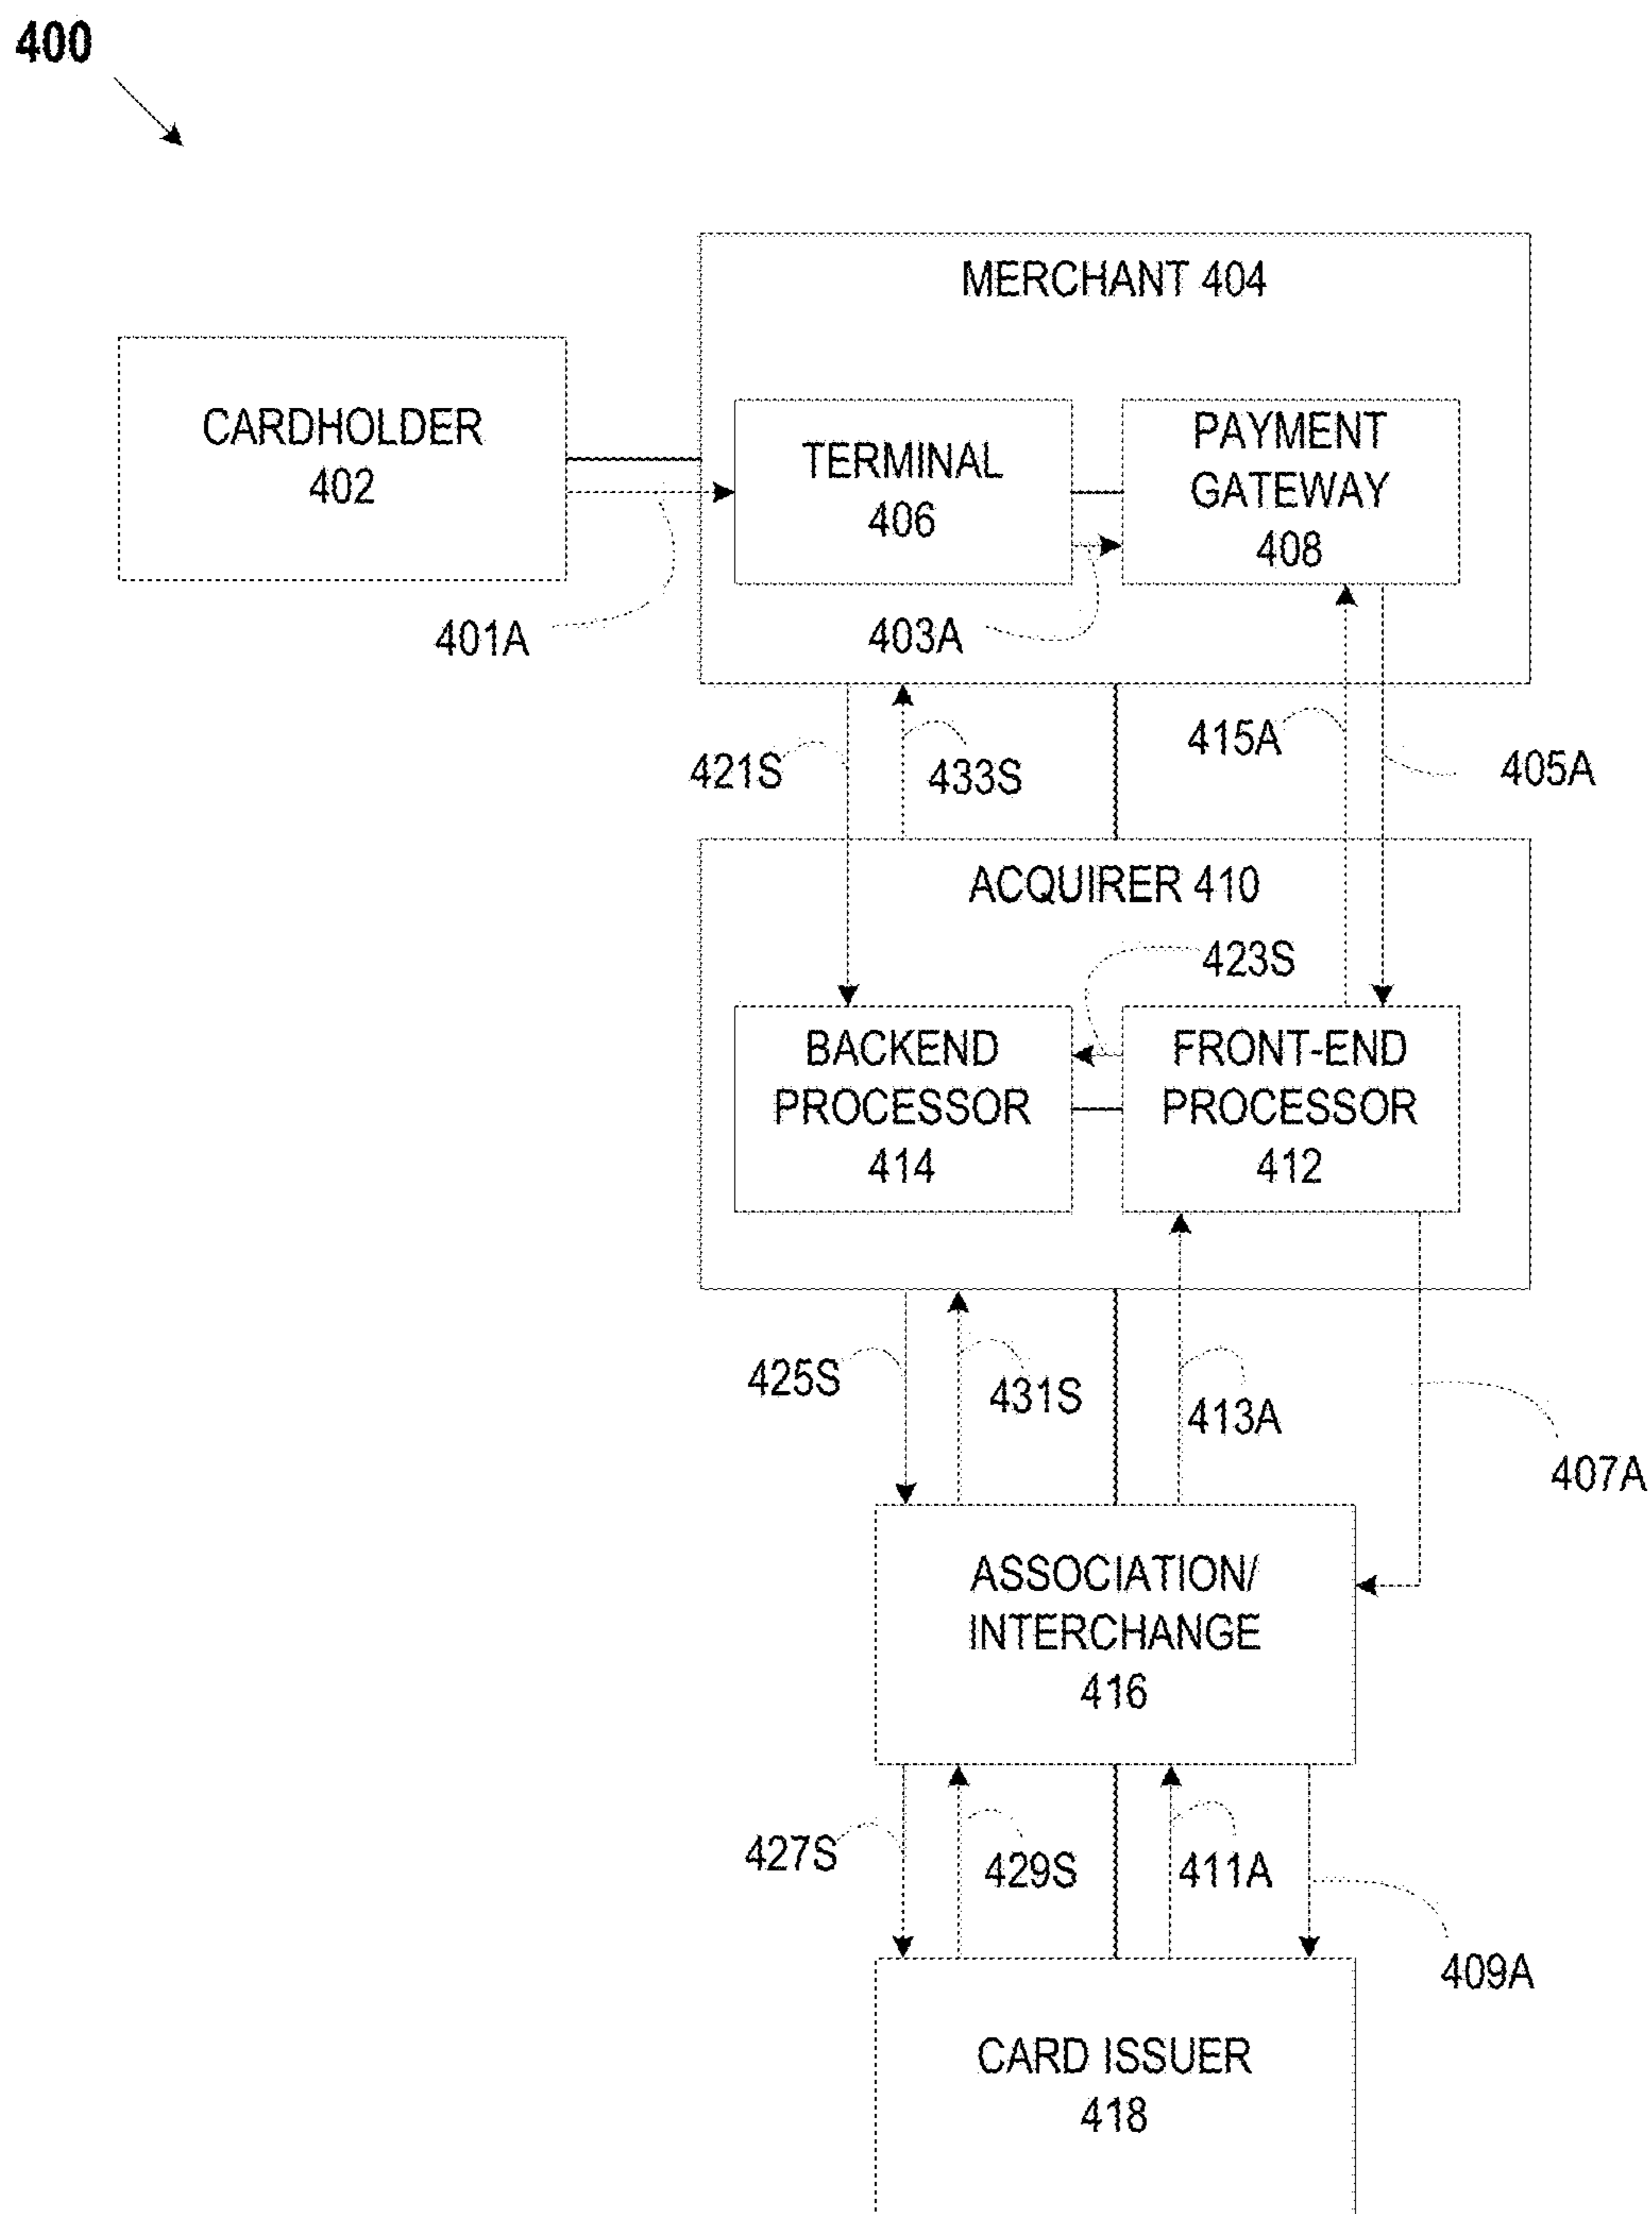 400
MERCHANT 404
CARDHOLDER
402
TERMINAL
406
PAYMENT
GATEWAY
408
401A
403A
421S
433S
415A
405A
ACQUIRER 410
423S
BACKEND
PROCESSOR
414
FRONT-END
PROCESSOR
412
425S
431S
413A
407A
ASSOCIATION/
INTERCHANGE
416
427S
429S
411A
409A
CARD ISSUER
418